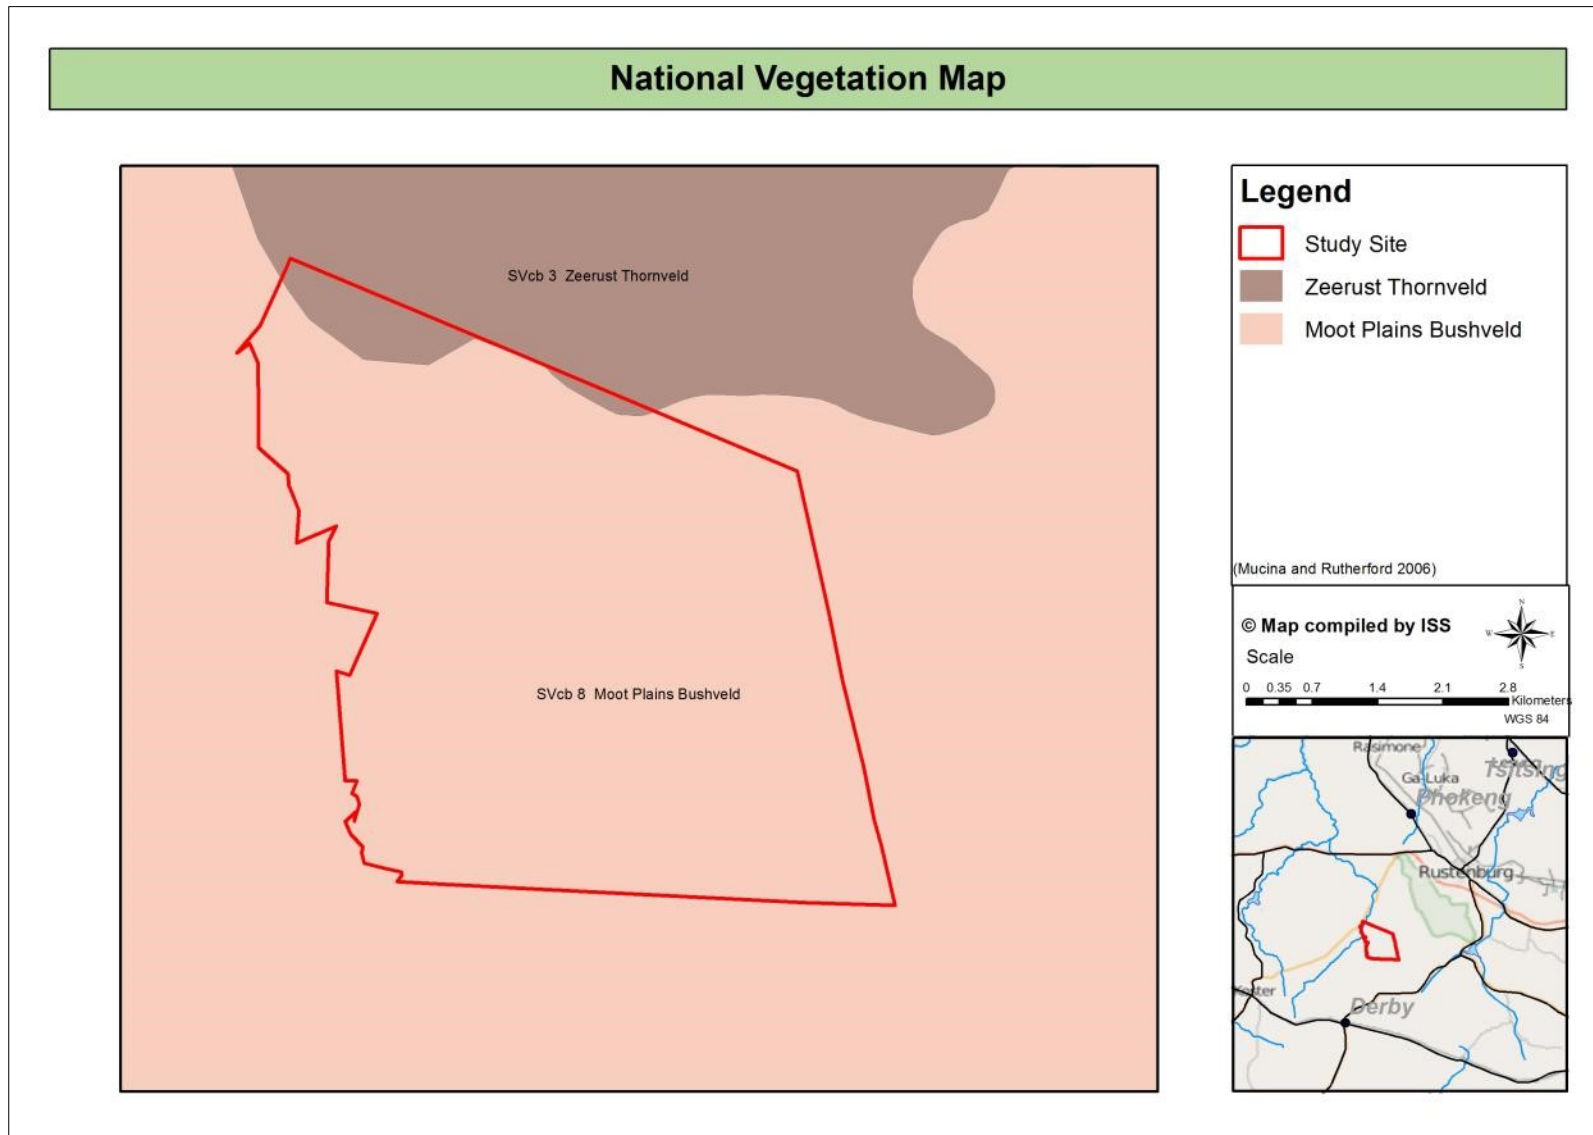 National Vegetation Map
SVcb 3 Zeerust Thornveld
SVcb 8 Moot Plains Bushveld
Legend
Study Site
Zeerust Thornveld
Moot Plains Bushveld
(Mucina and Rutherford 2006)
© Map compiled by ISS
N
W E
S
Scale
0 0.35 0.7 1.4 2.1 2.8
Kilometers
WGS 84
Rasimone
Tsitsing
Ga-Luka
Phokeng
Rustenburg
Derby